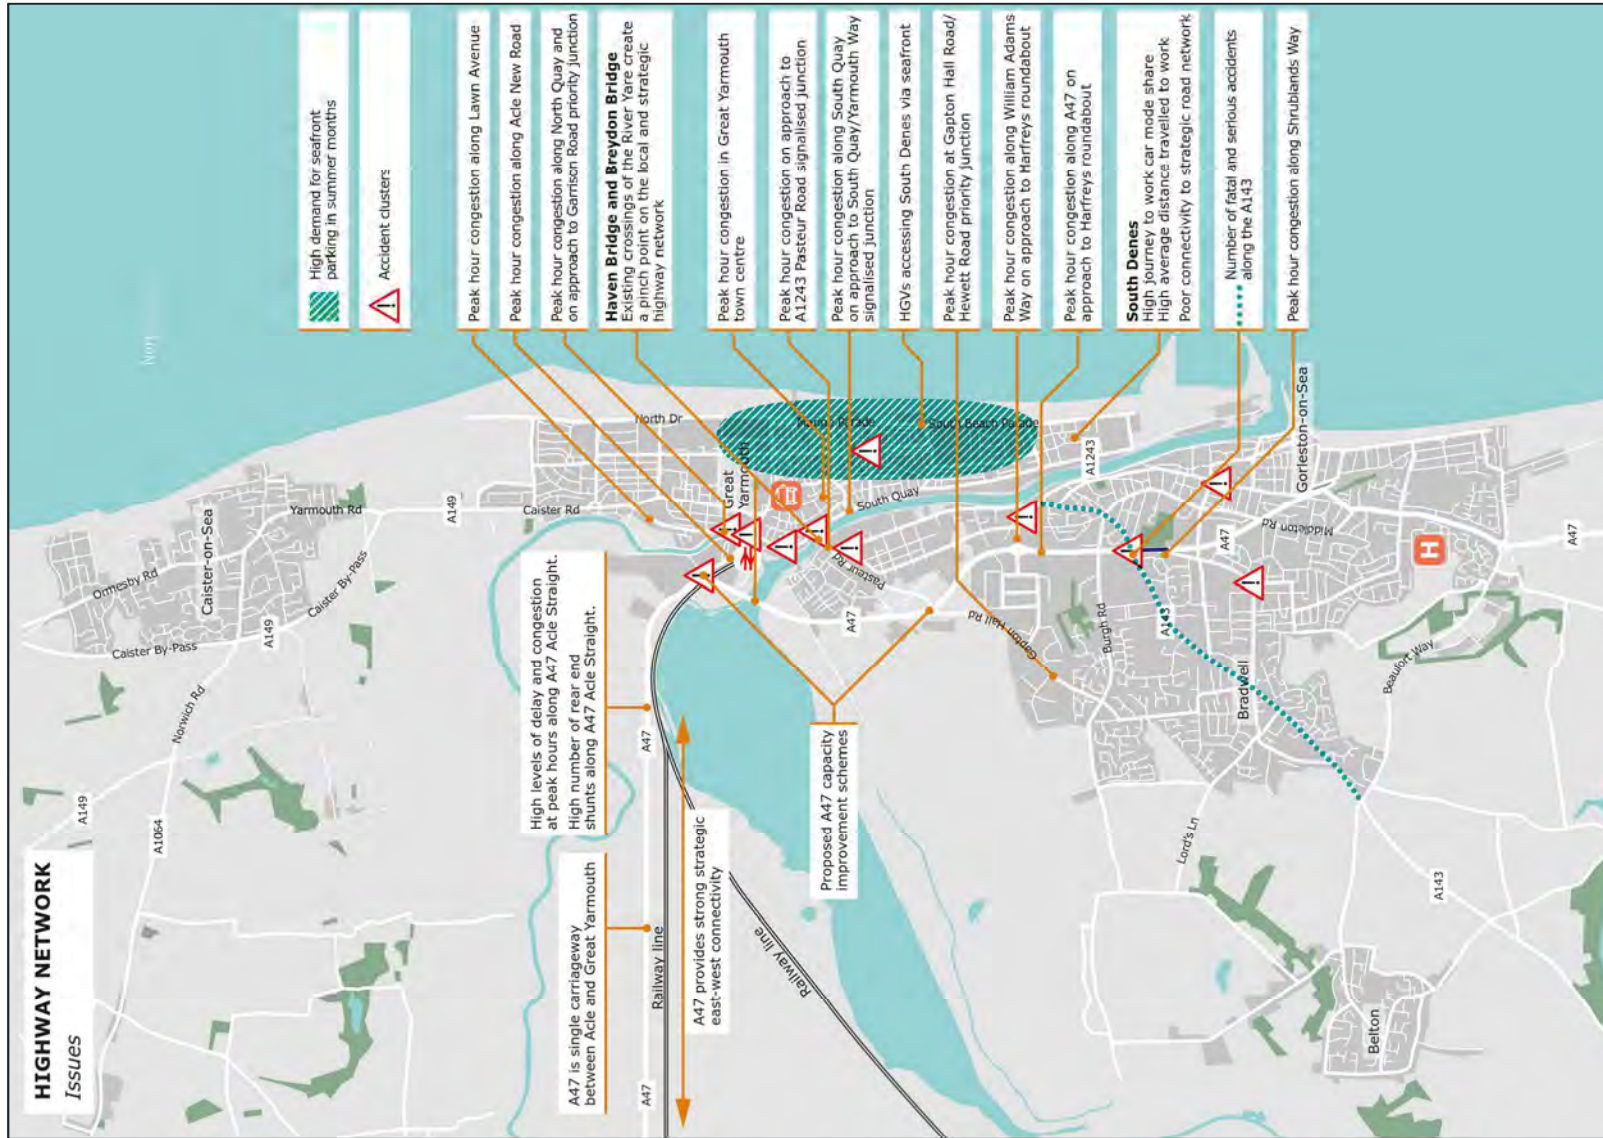 HIGHWAY NETWORK
Issues
High demand for seafront
parking in summer months
Accident clusters
Peak hour congestion along Lawn Avenue
Peak hour congestion along Acle New Road
Peak hour congestion along North Quay and
on approach to Garrison Road priority junction
Haven Bridge and Breydon Bridge
Existing crossings of the River Yare create
a pinch point on the local and strategic
highway network
Peak hour congestion in Great Yarmouth
town centre
Peak hour congestion on approach to
A1243 Pasteur Road signalised junction
Peak hour congestion along South Quay
on approach to South Quay/Yarmouth Way
signalised junction
HGVs accessing South Denes via seafront
Peak hour congestion at Gapton Hall Road/
Hewett Road priority junction
Peak hour congestion along William Adams
Way on approach to Harfreys roundabout
Peak hour congestion along A47 on
approach to Harfreys roundabout
South Denes
High journey to work car mode share
High average distance travelled to work
Poor connectivity to strategic road network
Number of fatal and serious accidents
along the A143
Peak hour congestion along Shrublands Way
High levels of delay and congestion
at peak hours along A47 Acle Straight.
High number of rear end
shunts along A47 Acle Straight.
A47 is single carriageway
between Acle and Great Yarmouth
A47 provides strong strategic
east-west connectivity
Proposed A47 capacity
improvement schemes
Ormesby Rd
Caister-on-Sea
Yarmouth Rd
Caister By-Pass
Caister By-Pass
A149
A149
A149
Norwich Rd
A1064
Caister Rd
North Dr
Great
Yarmouth
Marine Parade
South Beach Parade
South Quay
Pasteur Rd
A1243
A47
A47
A47
A47
A47
Railway line
Railway line
Gapton Hall Rd
Burgh Rd
A143
A143
Bradwell
Lord's Ln
Belton
Beaufort Way
Middleton Rd
Gorleston-on-Sea
H